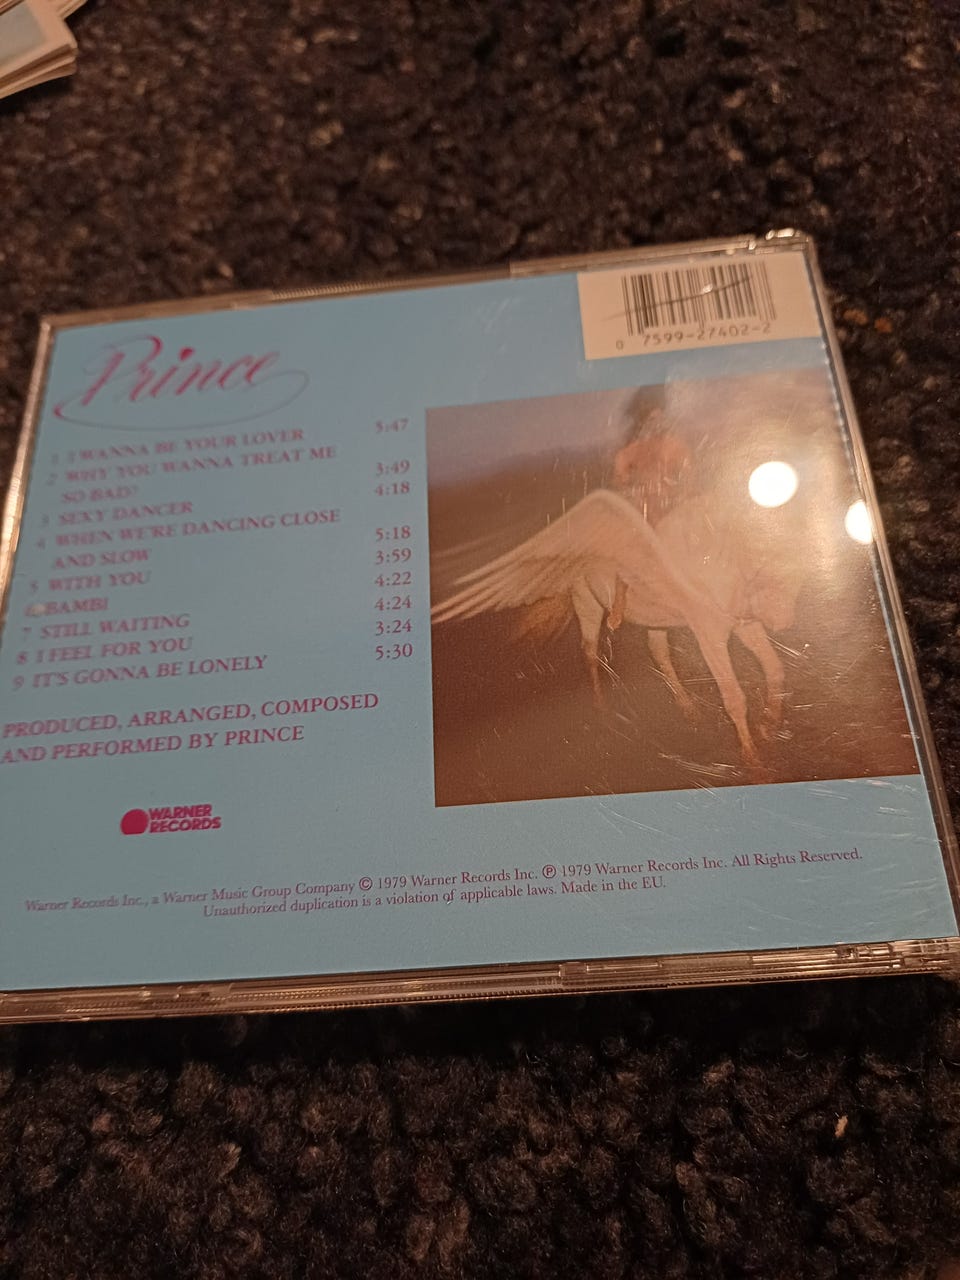 0 7599-27402-2
Prince
1 I WANNA BE YOUR LOVER 5:47
2 WHY YOU WANNA TREAT ME
SO BAD? 3:49
3 SEXY DANCER 4:18
4 WHEN WE'RE DANCING CLOSE
AND SLOW 5:18
5 WITH YOU 3:59
6 BAMBI 4:22
7 STILL WAITING 4:24
8 I FEEL FOR YOU 3:24
9 IT'S GONNA BE LONELY 5:30
PRODUCED, ARRANGED, COMPOSED
AND PERFORMED BY PRINCE
WARNER
RECORDS
Warner Records Inc., a Warner Music Group Company © 1979 Warner Records Inc. ℗ 1979 Warner Records Inc. All Rights Reserved.
Unauthorized duplication is a violation of applicable laws. Made in the EU.